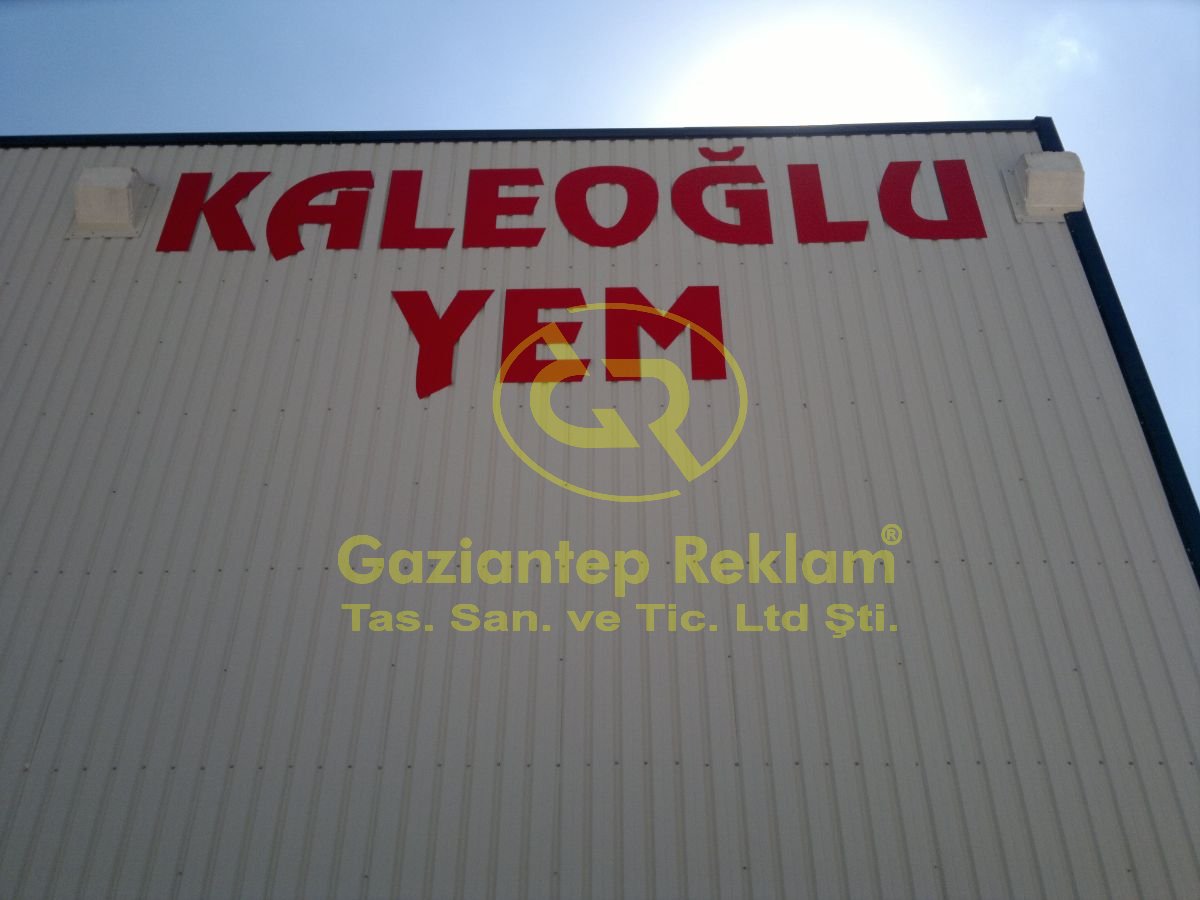 KALEOĞLU
YEM
GR
Gaziantep Reklam®
Tas. San. ve Tic. Ltd Şti.